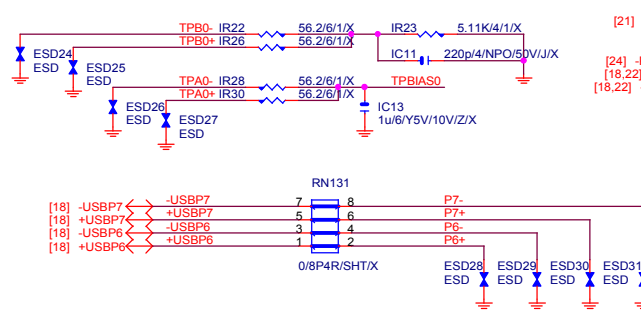 TPB0- IR22 56.2/6/1/X IR23 5.11K/4/1/X [21]
TPB0+ IR26 56.2/6/1/X
ESD24 ESD
ESD25 ESD
IC11 220p/4/NPO/50V/J/X
[24]
[18,22]
[18,22]
TPA0- IR28 56.2/6/1/X TPBIAS0
TPA0+ IR30 56.2/6/1/X
ESD26 ESD
ESD27 ESD
IC13
1u/6/Y5V/10V/Z/X
RN131
[18] -USBP7 -USBP7 7 8 P7-
[18] +USBP7 +USBP7 5 6 P7+
[18] -USBP6 -USBP6 3 4 P6-
[18] +USBP6 +USBP6 1 2 P6+
0/8P4R/SHT/X
ESD28 ESD29 ESD30 ESD31
ESD ESD ESD ESD